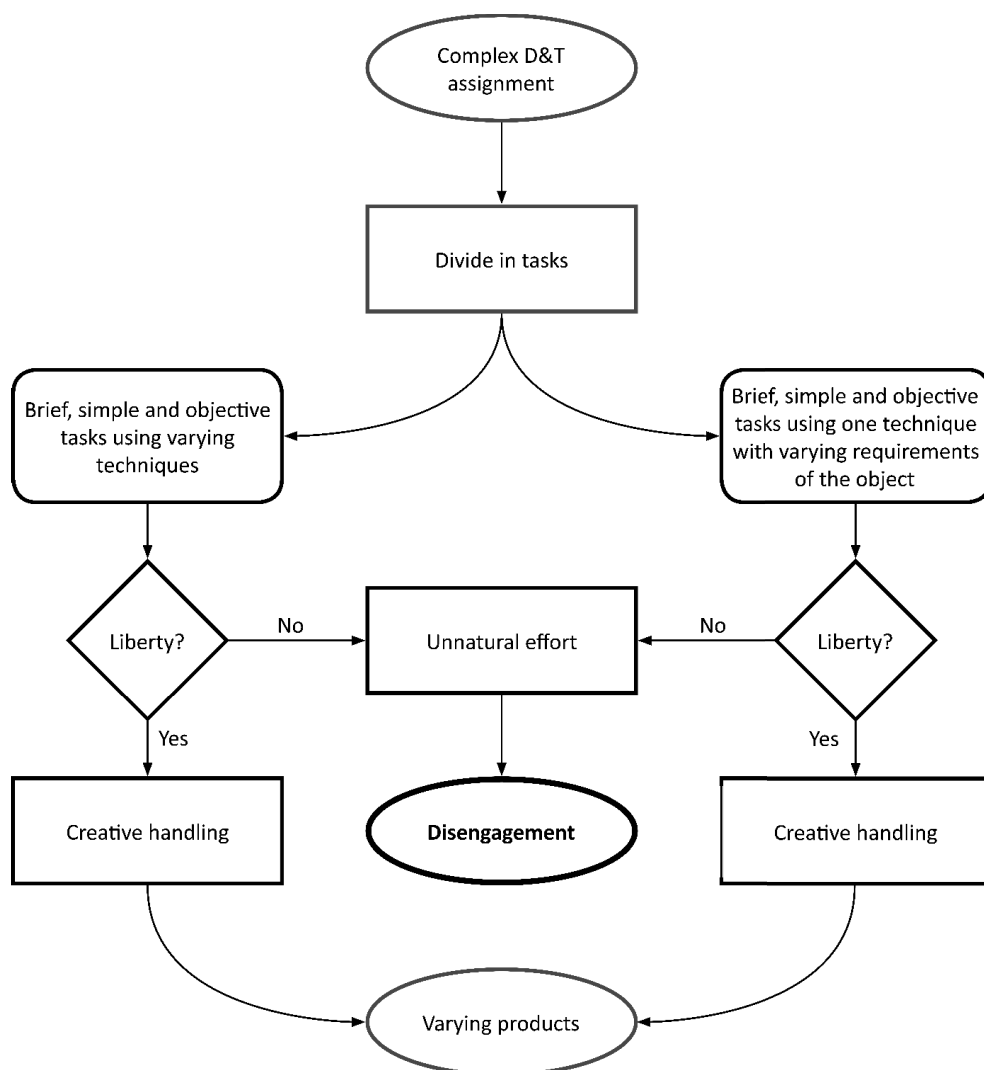 Complex D&T
assignment
Divide in tasks
Brief, simple and objective
tasks using varying
techniques
Brief, simple and objective
tasks using one technique
with varying requirements
of the object
Liberty?
No
Unnatural effort
No
Liberty?
Yes
Yes
Creative handling
Disengagement
Creative handling
Varying products